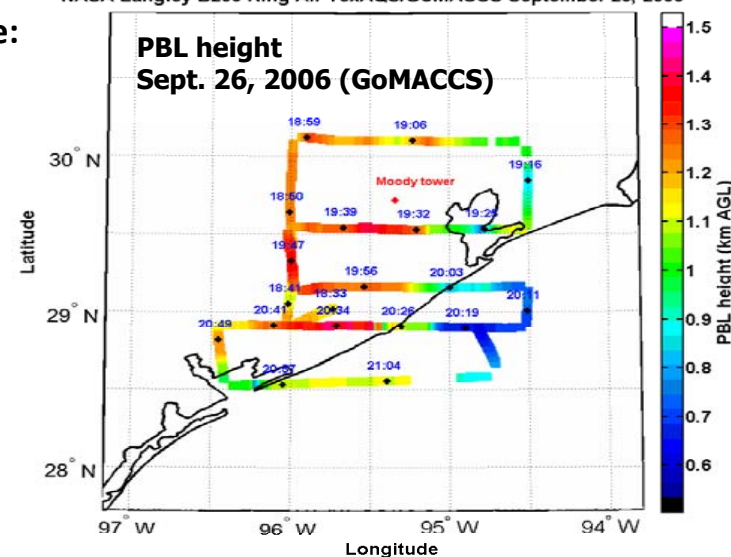 e:
PBL height
Sept. 26, 2006 (GoMACCS)
18:59
19:06
30° N
19:16
Moody tower
18:50
19:39
19:32
19:47
19:56
20:03
18:41
18:33
20:11
29° N
20:49
20:41
20:34
20:26
20:19
21:04
28° N
97° W
96° W
95° W
94° W
Longitude
Latitude
1.5
1.4
1.3
1.2
1.1
1
0.9
0.8
0.7
0.6
PBL height (km AGL)